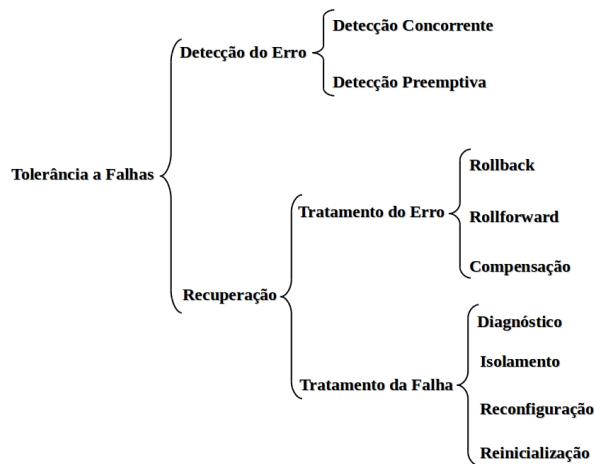 Tolerância a Falhas
Detecção do Erro
Detecção Concorrente
Detecção Preemptiva
Recuperação
Tratamento do Erro
Rollback
Rollforward
Compensação
Tratamento da Falha
Diagnóstico
Isolamento
Reconfiguração
Reinicialização